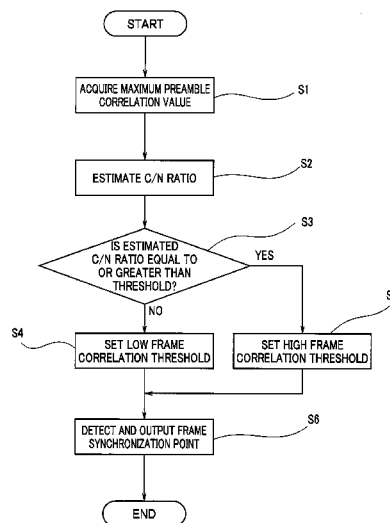 START
ACQUIRE MAXIMUM PREAMBLE
CORRELATION VALUE
S1
ESTIMATE C/N RATIO
S2
IS ESTIMATED
C/N RATIO EQUAL TO
OR GREATER THAN
THRESHOLD?
S3
YES
NO
S4
SET LOW FRAME
CORRELATION THRESHOLD
SET HIGH FRAME
CORRELATION THRESHOLD
S
DETECT AND OUTPUT FRAME
SYNCHRONIZATION POINT
S6
END